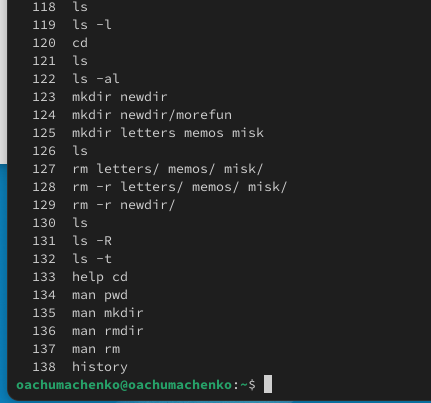 118 ls
119 ls -l
120 cd
121 ls
122 ls -al
123 mkdir newdir
124 mkdir newdir/morefun
125 mkdir letters memos misk
126 ls
127 rm letters/ memos/ misk/
128 rm -r letters/ memos/ misk/
129 rm -r newdir/
130 ls
131 ls -R
132 ls -t
133 help cd
134 man pwd
135 man mkdir
136 man rmdir
137 man rm
138 history
oachumachenko@oachumachenko:~$